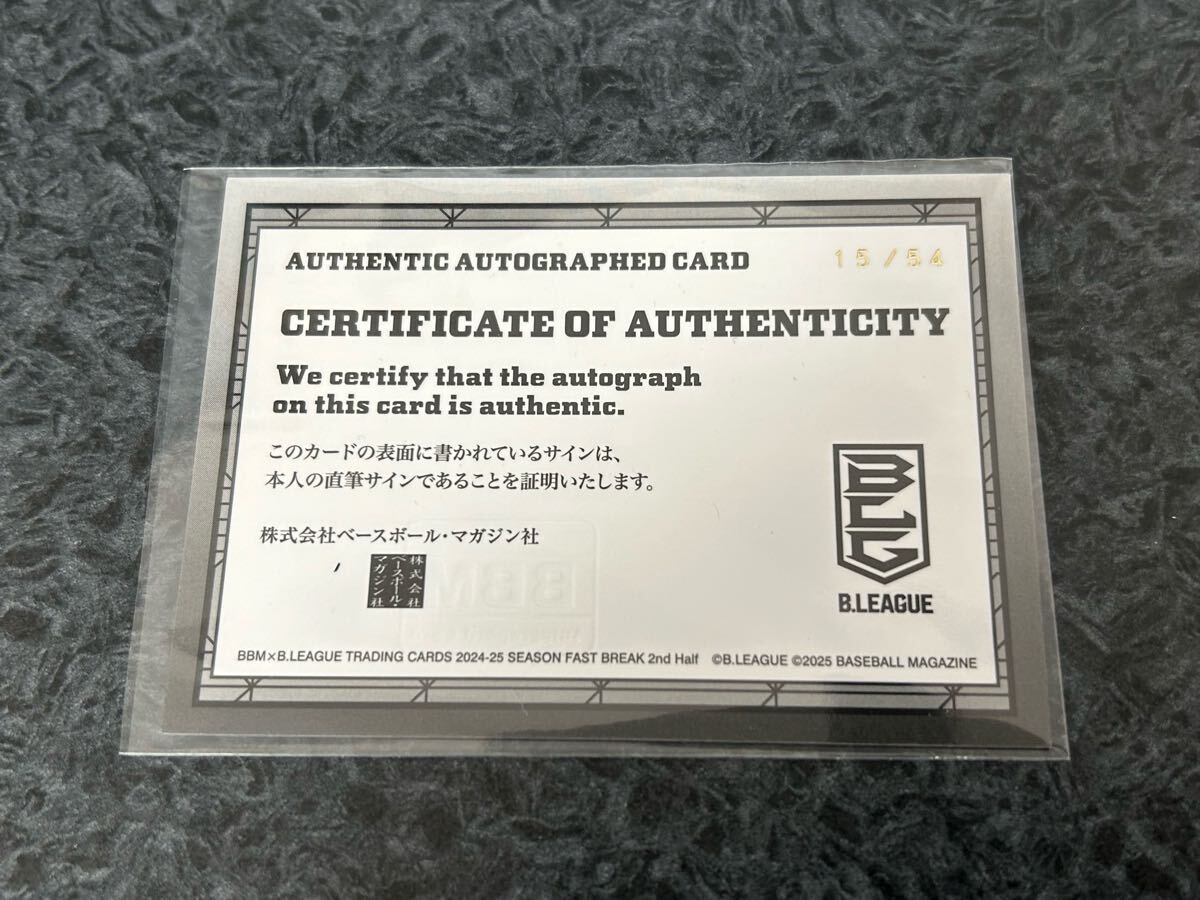 AUTHENTIC AUTOGRAPHED CARD
15/54
CERTIFICATE OF AUTHENTICITY
We certify that the autograph
on this card is authentic.
このカードの表面に書かれているサインは、
本人の直筆サインであることを証明いたします。
株式会社ベースボール・マガジン社
株式会社
ベースボール・
マガジン社
BLG
B.LEAGUE
BBM
BBM×B.LEAGUE TRADING CARDS 2024-25 SEASON FAST BREAK 2nd Half ©B.LEAGUE ©2025 BASEBALL MAGAZINE